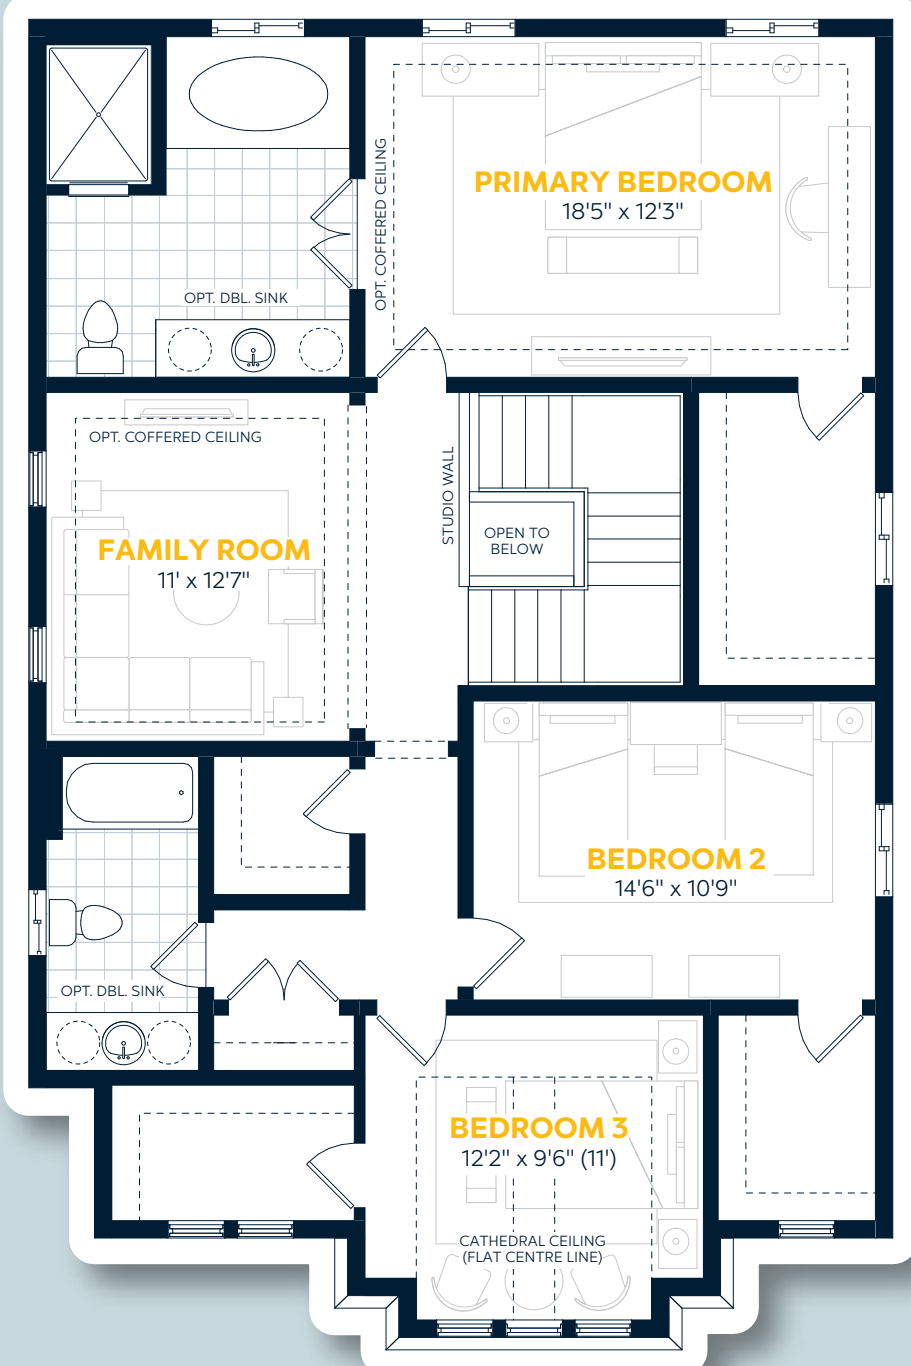 PRIMARY BEDROOM
18'5" x 12'3"
OPT. COFFERED CEILING
OPT. DBL. SINK
OPT. COFFERED CEILING
FAMILY ROOM
11' x 12'7"
STUDIO WALL
OPEN TO
BELOW
BEDROOM 2
14'6" x 10'9"
OPT. DBL. SINK
BEDROOM 3
12'2" x 9'6" (11')
CATHEDRAL CEILING
(FLAT CENTRE LINE)